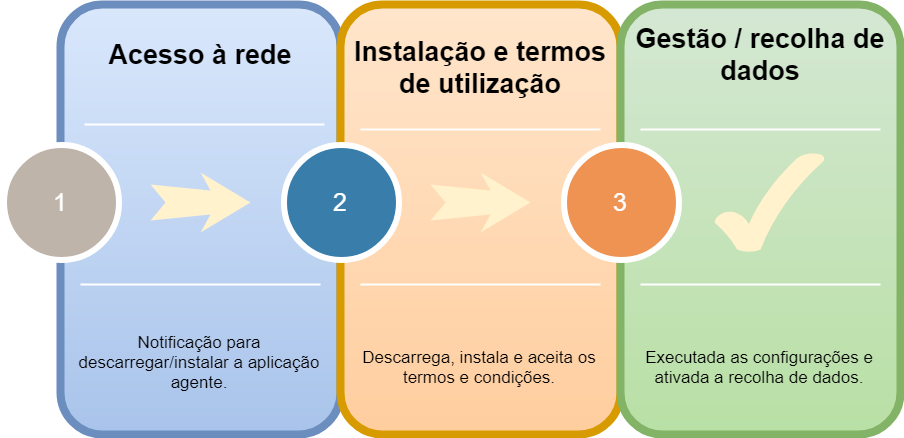 Acesso à rede
1
Notificação para
descarregar/instalar a aplicação
agente.
Instalação e termos
de utilização
2
Descarrega, instala e aceita os
termos e condições.
Gestão / recolha de
dados
3
Executada as configurações e
ativada a recolha de dados.